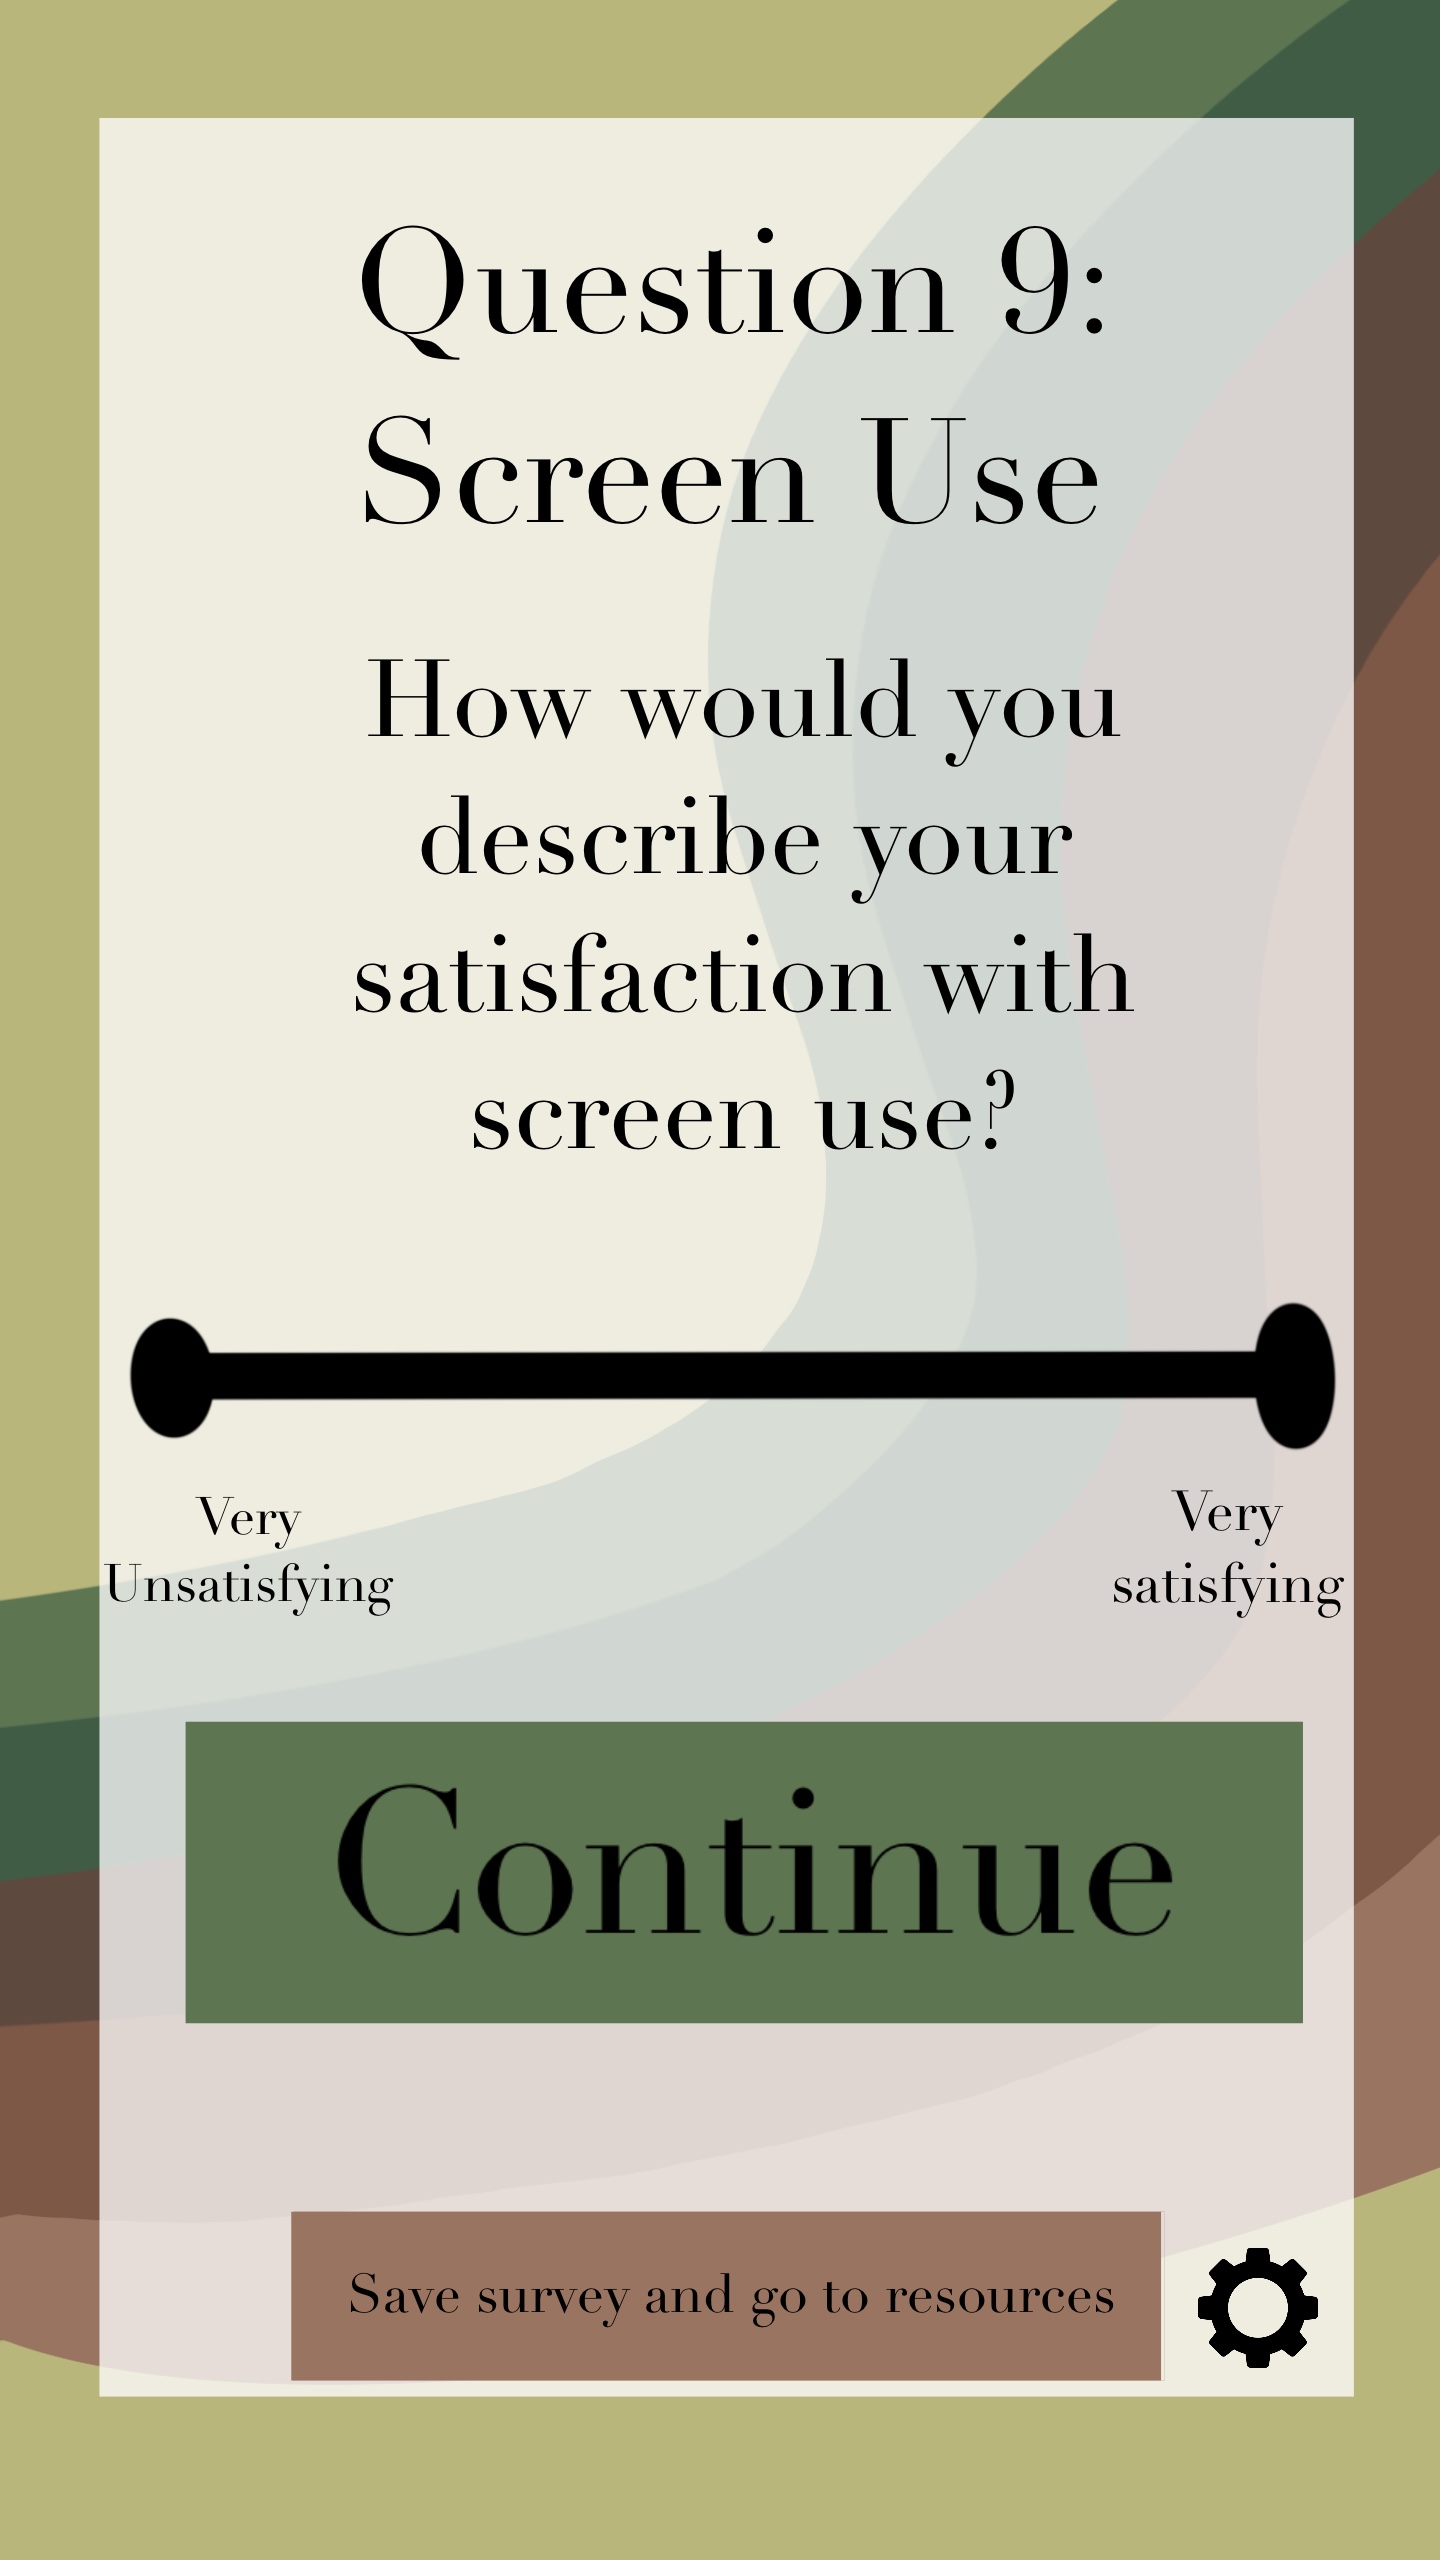 Question 9:
Screen Use
How would you
describe your
satisfaction with
screen use?
Very
Unsatisfying
Very
satisfying
Continue
Save survey and go to resources